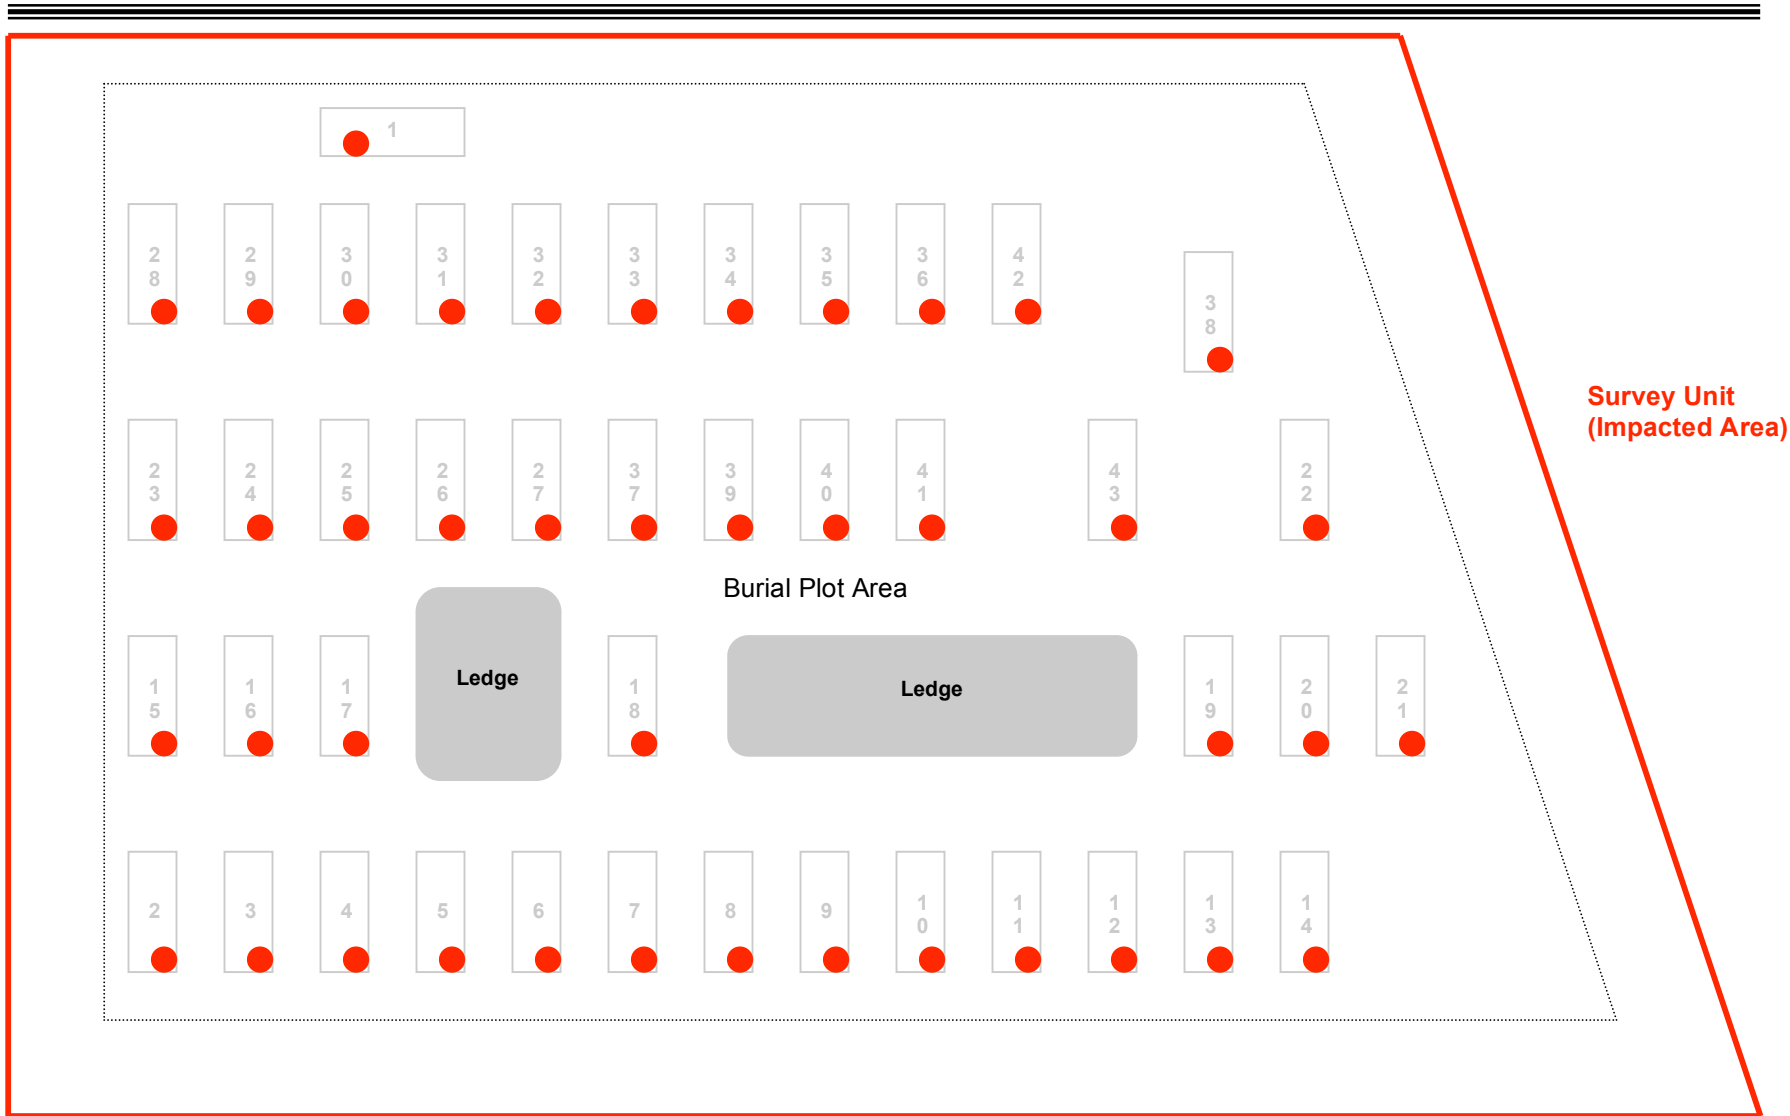 1
28 29 30 31 32 33 34 35 36 42
38
Survey Unit
(Impacted Area)
23 24 25 26 27 37 39 40 41 43 22
Burial Plot Area
Ledge
Ledge
15 16 17 18 19 20 21
2 3 4 5 6 7 8 9 10 11 12 13 14